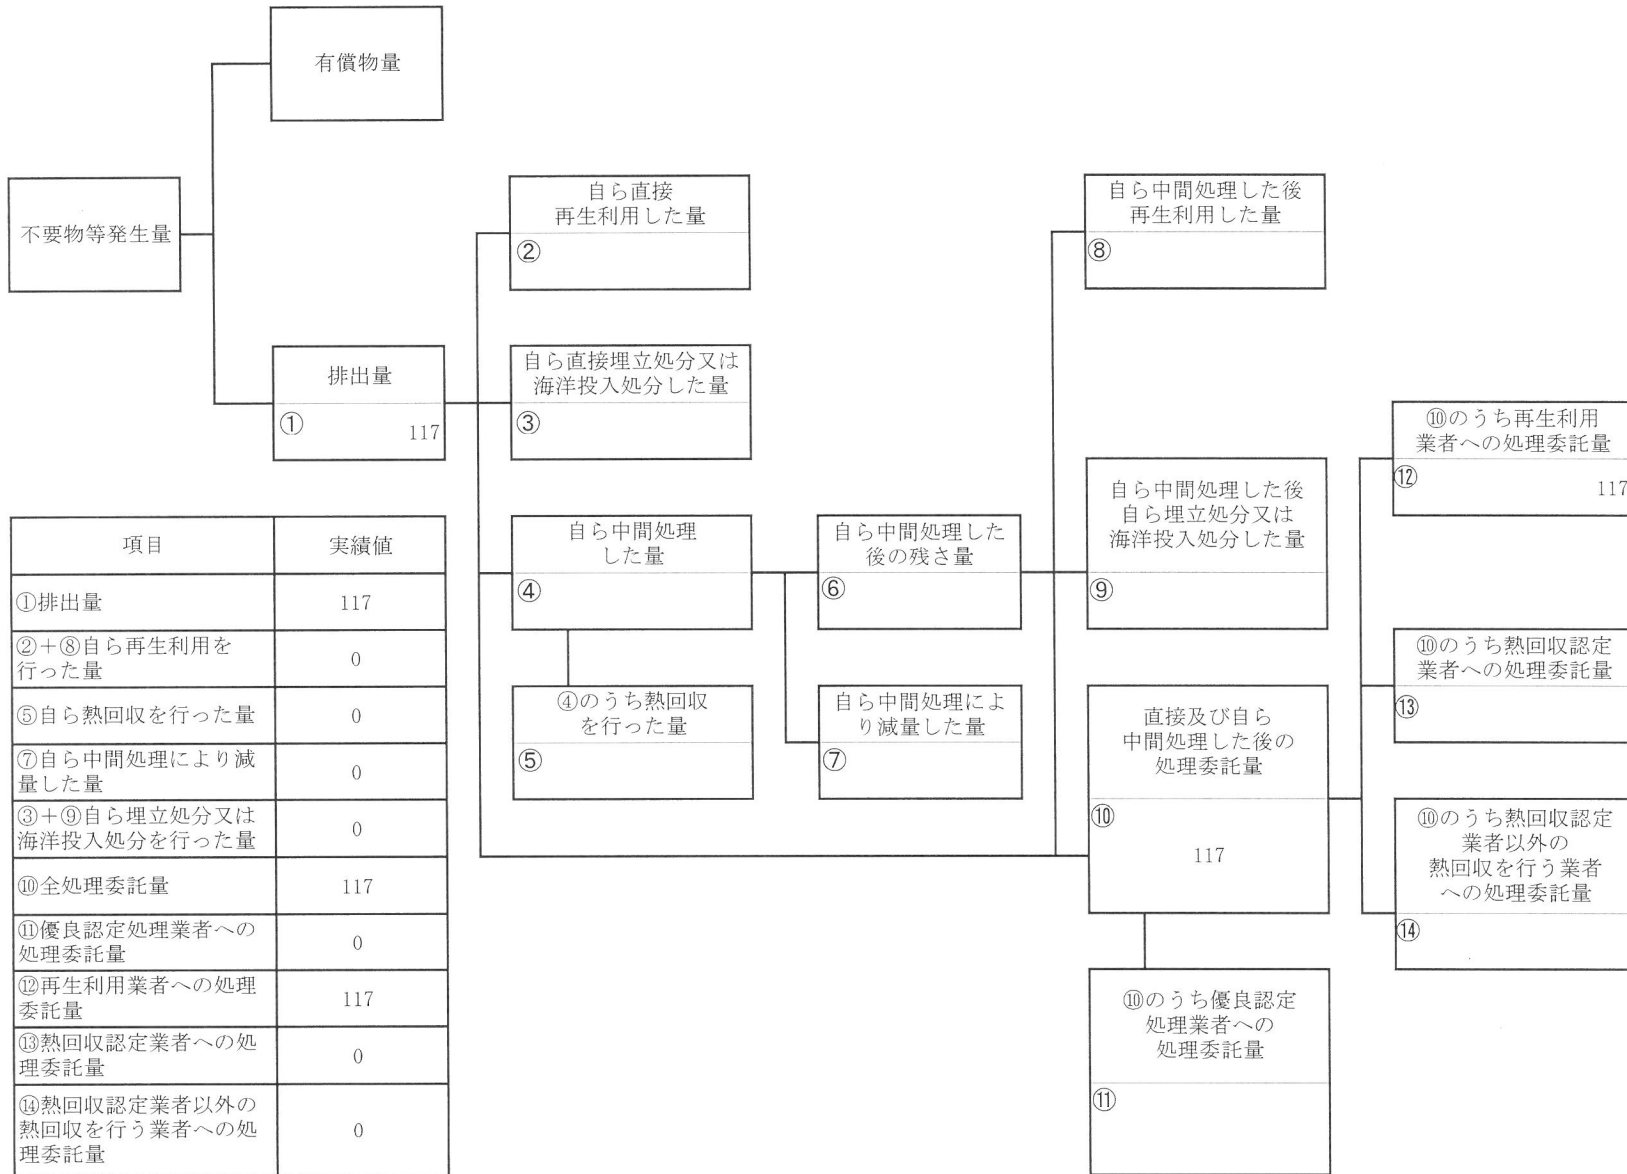 有償物量
不要物等発生量
排出量
①
117
自ら直接
再生利用した量
②
自ら直接埋立処分又は
海洋投入処分した量
③
自ら中間処理
した量
④
④のうち熱回収
を行った量
⑤
自ら中間処理した
後の残さ量
⑥
自ら中間処理によ
り減量した量
⑦
自ら中間処理した後
再生利用した量
⑧
自ら中間処理した後
自ら埋立処分又は
海洋投入処分した量
⑨
直接及び自ら
中間処理した後の
処理委託量
⑩
117
⑩のうち優良認定
処理業者への
処理委託量
⑪
⑩のうち再生利用
業者への処理委託量
⑫
117
⑩のうち熱回収認定
業者への処理委託量
⑬
⑩のうち熱回収認定
業者以外の
熱回収を行う業者
への処理委託量
⑭
項目 実績値
①排出量 117
②+⑧自ら再生利用を
行った量 0
⑤自ら熱回収を行った量 0
⑦自ら中間処理により減
量した量 0
③+⑨自ら埋立処分又は
海洋投入処分を行った量 0
⑩全処理委託量 117
⑪優良認定処理業者への
処理委託量 0
⑫再生利用業者への処理
委託量 117
⑬熱回収認定業者への処
理委託量 0
⑭熱回収認定業者以外の
熱回収を行う業者への処
理委託量 0